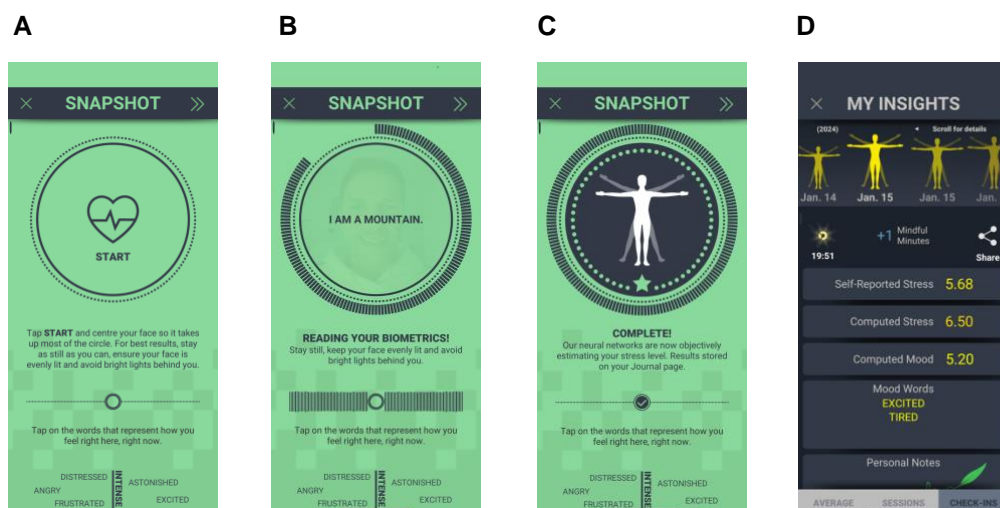 A
B
C
D
SNAPSHOT
START
Tap START and centre your face so it takes
up most of the circle. For best results, stay
as still as you can, ensure your face is
evenly lit and avoid bright lights behind you.
Tap on the words that represent how you
feel right here, right now.
DISTRESSED
INTENSE
ASTONISHED
ANGRY
EXCITED
FRUSTRATED
SNAPSHOT
I AM A MOUNTAIN.
READING YOUR BIOMETRICS!
Stay still, keep your face evenly lit and avoid
bright lights behind you.
Tap on the words that represent how you
feel right here, right now.
DISTRESSED
INTENSE
ASTONISHED
ANGRY
EXCITED
FRUSTRATED
SNAPSHOT
COMPLETE!
Our neural networks are now objectively
estimating your stress level. Results stored
on your Journal page.
Tap on the words that represent how you
feel right here, right now.
DISTRESSED
INTENSE
ASTONISHED
ANGRY
EXCITED
FRUSTRATED
MY INSIGHTS
(2024)
Scroll for details
Jan. 14 Jan. 15 Jan. 15 Jan.
+1 Mindful
Minutes
19:51
Share
Self-Reported Stress 5.68
Computed Stress 6.50
Computed Mood 5.20
Mood Words
EXCITED
TIRED
Personal Notes
AVERAGE SESSIONS CHECK-INS